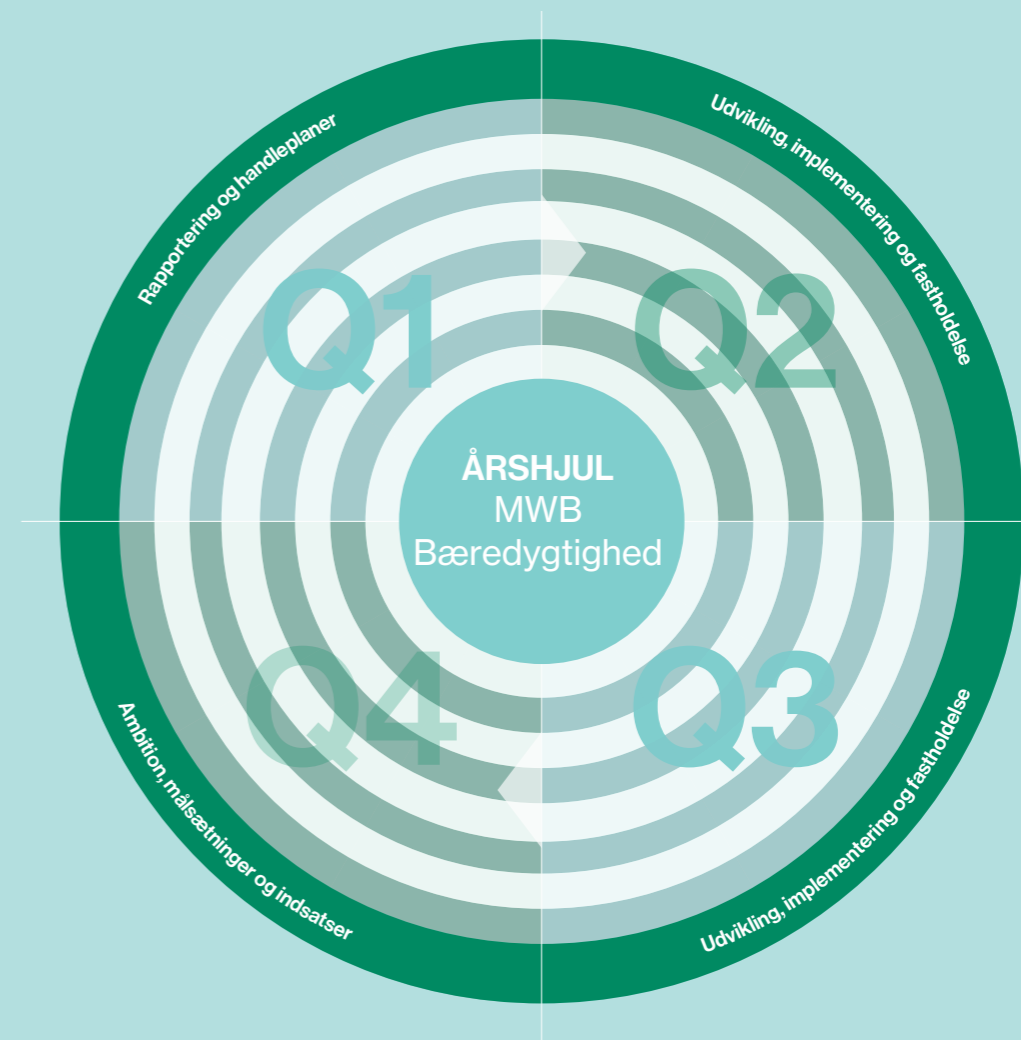 Rapportering og handleplaner
Udvikling, implementering og fastholdelse
Q1
Q2
ÅRSHJUL
MWB
Bæredygtighed
Q4
Q3
Ambition, målsætninger og indsatser
Udvikling, implementering og fastholdelse